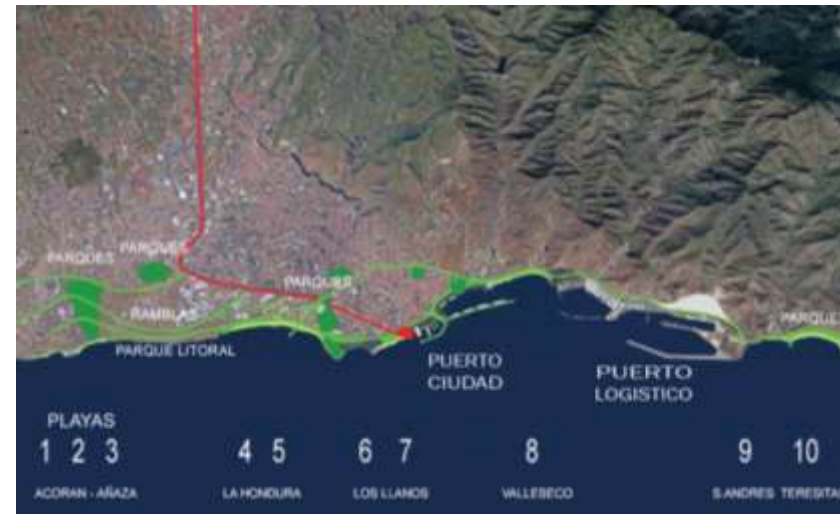 PARQUES
PARQUES
PARQUES
RAMBLAS
PARQUE LITORAL
PUERTO
CIUDAD
PUERTO
LOGISTICO
PARQUES
PLAYAS
1 2 3 4 5 6 7 8 9 10
ACORAN - AÑAZA LA HONDURA LOS LLANOS VALLESECO S.ANDRES TERESITAS